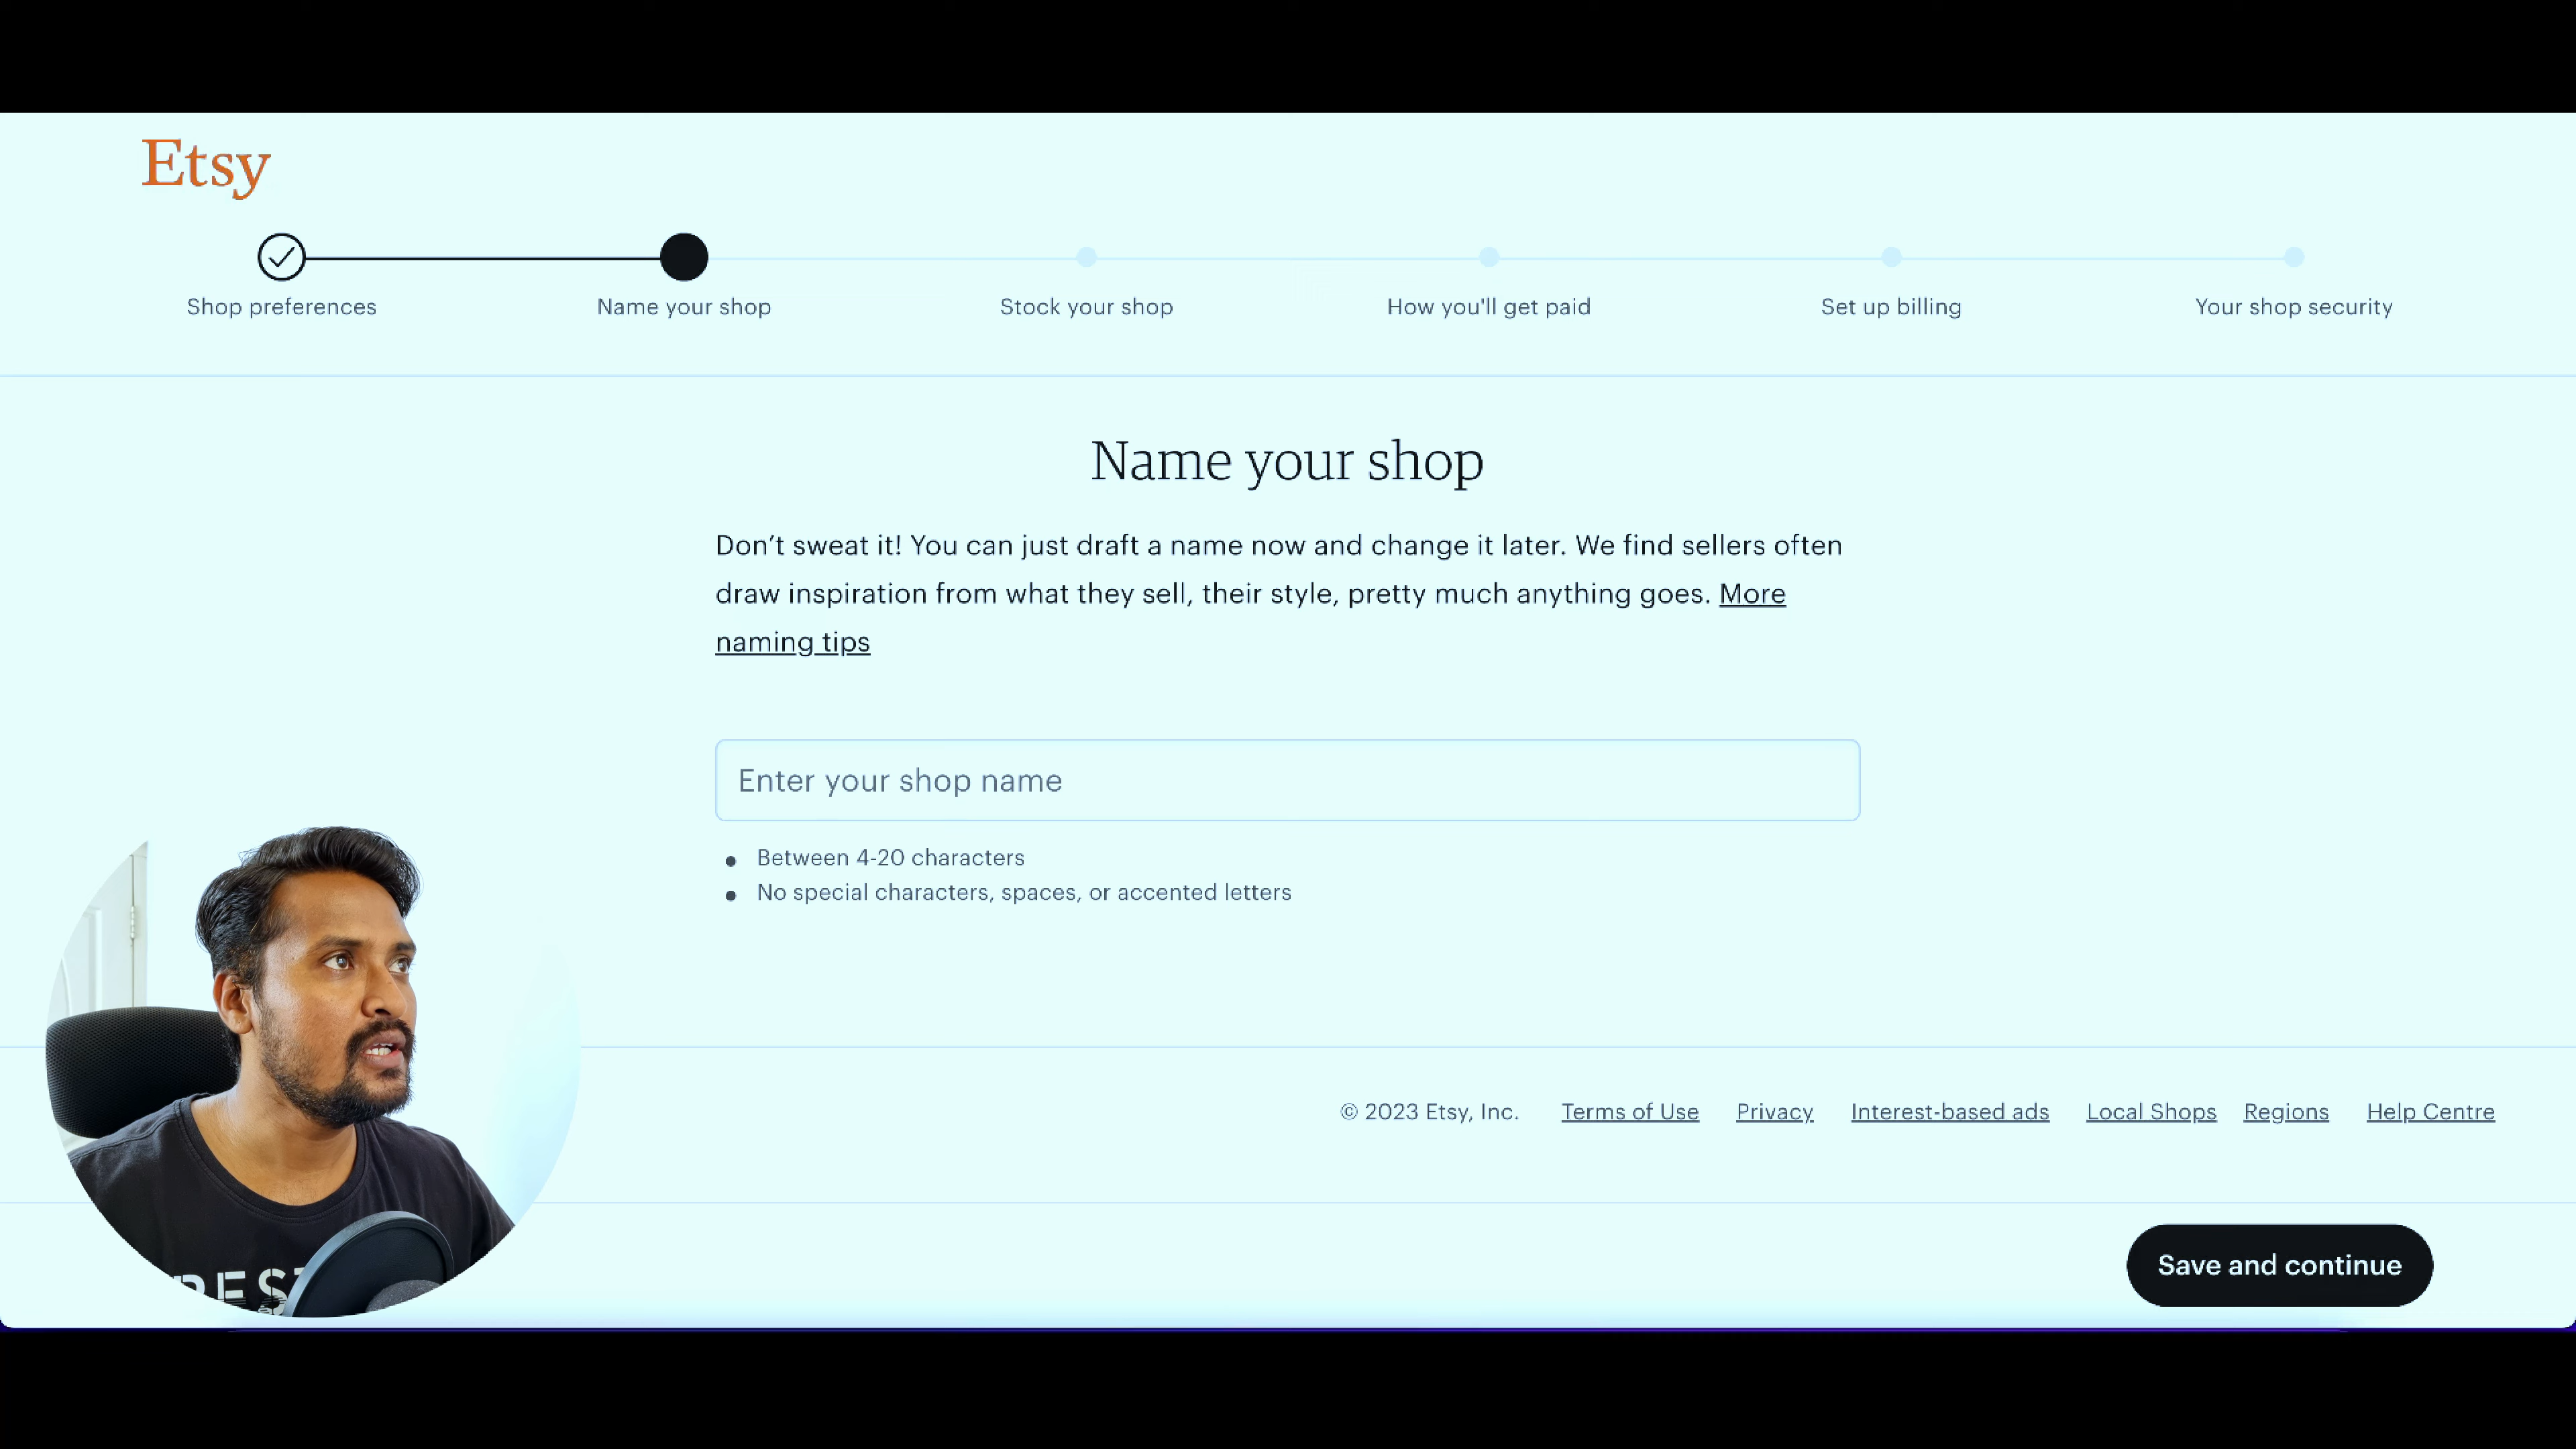 Etsy
Shop preferences
Name your shop
Stock your shop
How you'll get paid
Set up billing
Your shop security
Name your shop
Don’t sweat it! You can just draft a name now and change it later. We find sellers often
draw inspiration from what they sell, their style, pretty much anything goes. More
naming tips
Enter your shop name
Between 4-20 characters
No special characters, spaces, or accented letters
© 2023 Etsy, Inc. Terms of Use Privacy Interest-based ads Local Shops Regions Help Centre
Save and continue